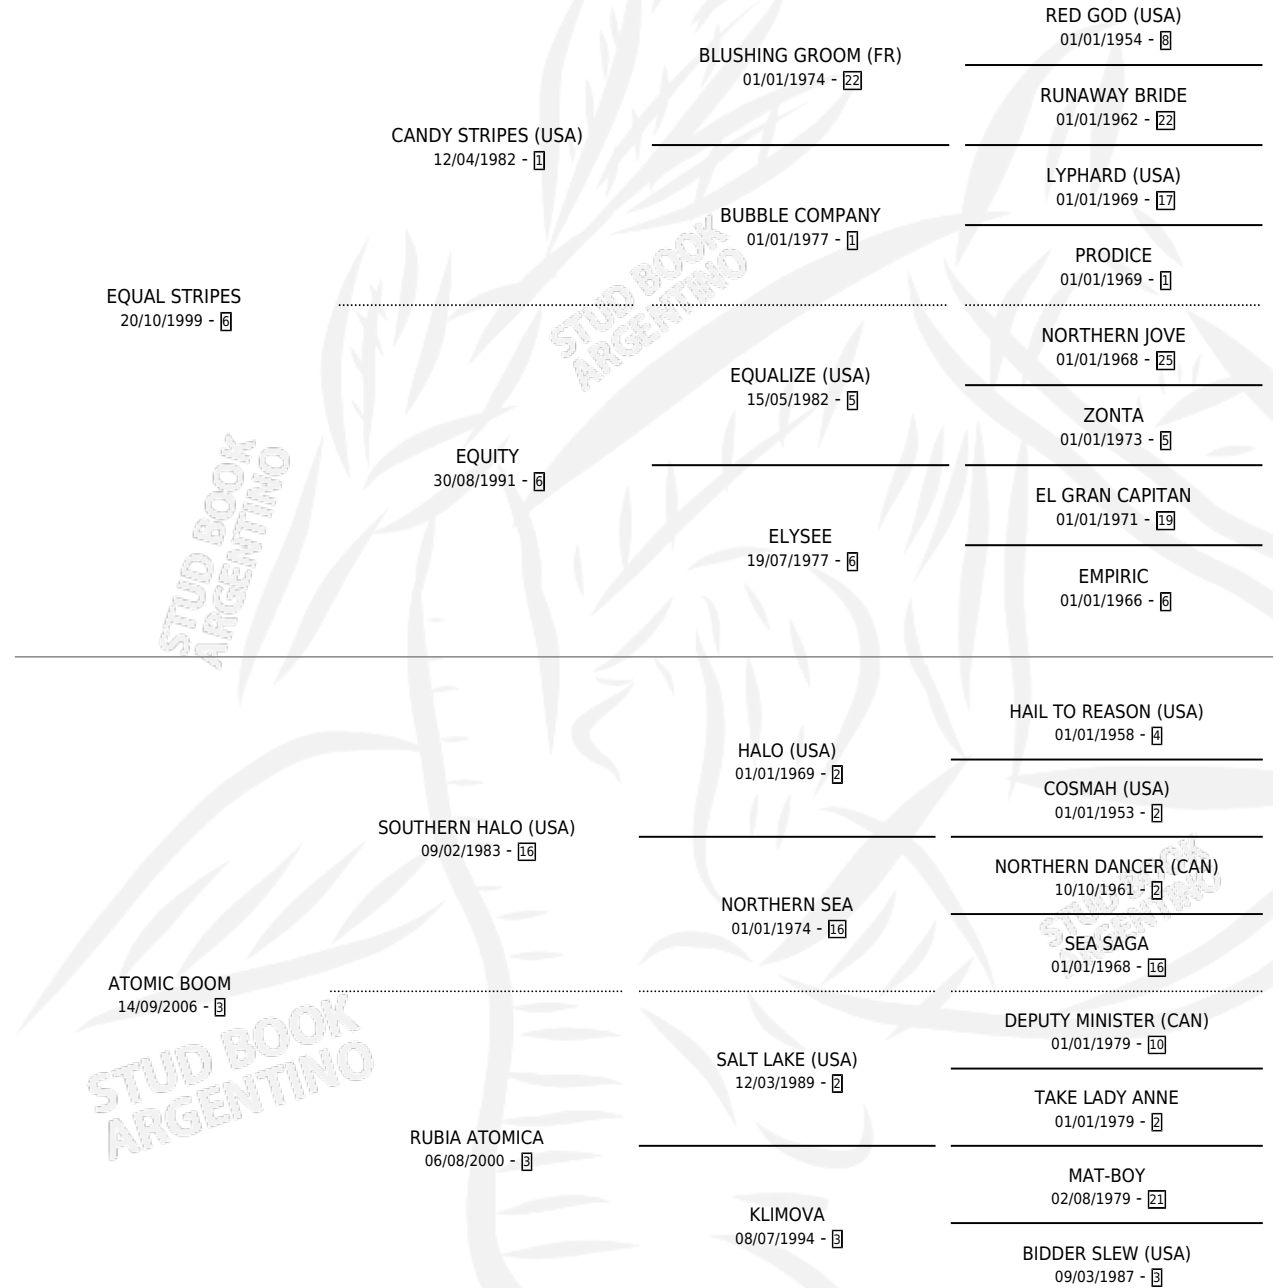 RED GOD (USA)
01/01/1954 - 8
BLUSHING GROOM (FR)
01/01/1974 - 22
RUNAWAY BRIDE
01/01/1962 - 22
CANDY STRIPES (USA)
12/04/1982 - 1
LYPHARD (USA)
01/01/1969 - 17
BUBBLE COMPANY
01/01/1977 - 1
PRODICE
01/01/1969 - 1
EQUAL STRIPES
20/10/1999 - 6
STUD BOOK
ARGENTINO
NORTHERN JOVE
01/01/1968 - 25
EQUALIZE (USA)
15/05/1982 - 5
ZONTA
01/01/1973 - 5
EQUITY
30/08/1991 - 6
EL GRAN CAPITAN
01/01/1971 - 19
ELYSEE
19/07/1977 - 6
EMPIRIC
01/01/1966 - 6
STUD BOOK
ARGENTINO
HAIL TO REASON (USA)
01/01/1958 - 4
HALO (USA)
01/01/1969 - 2
COSMAH (USA)
01/01/1953 - 2
SOUTHERN HALO (USA)
09/02/1983 - 16
NORTHERN DANCER (CAN)
10/10/1961 - 2
STUD BOOK
ARGENTINO
NORTHERN SEA
01/01/1974 - 16
SEA SAGA
01/01/1968 - 16
ATOMIC BOOM
14/09/2006 - 3
STUD BOOK
ARGENTINO
DEPUTY MINISTER (CAN)
01/01/1979 - 10
SALT LAKE (USA)
12/03/1989 - 2
TAKE LADY ANNE
01/01/1979 - 2
RUBIA ATOMICA
06/08/2000 - 3
MAT-BOY
02/08/1979 - 21
KLIMOVA
08/07/1994 - 3
BIDDER SLEW (USA)
09/03/1987 - 3